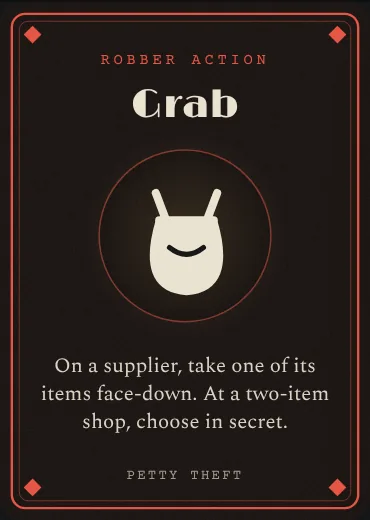 ROBBER ACTION
Grab
On a supplier, take one of its
items face-down. At a two-item
shop, choose in secret.
PETTY THEFT